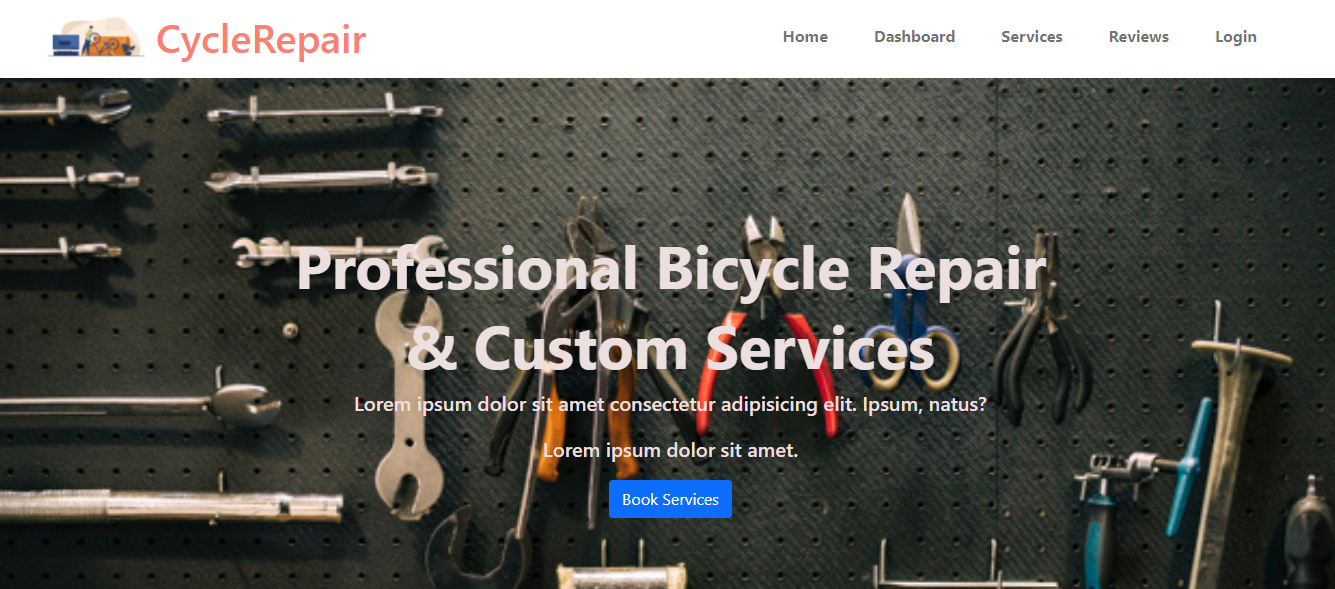 CycleRepair
Home
Dashboard
Services
Reviews
Login
Professional Bicycle Repair
& Custom Services
Lorem ipsum dolor sit amet consectetur adipisicing elit. Ipsum, natus?
Lorem ipsum dolor sit amet.
Book Services